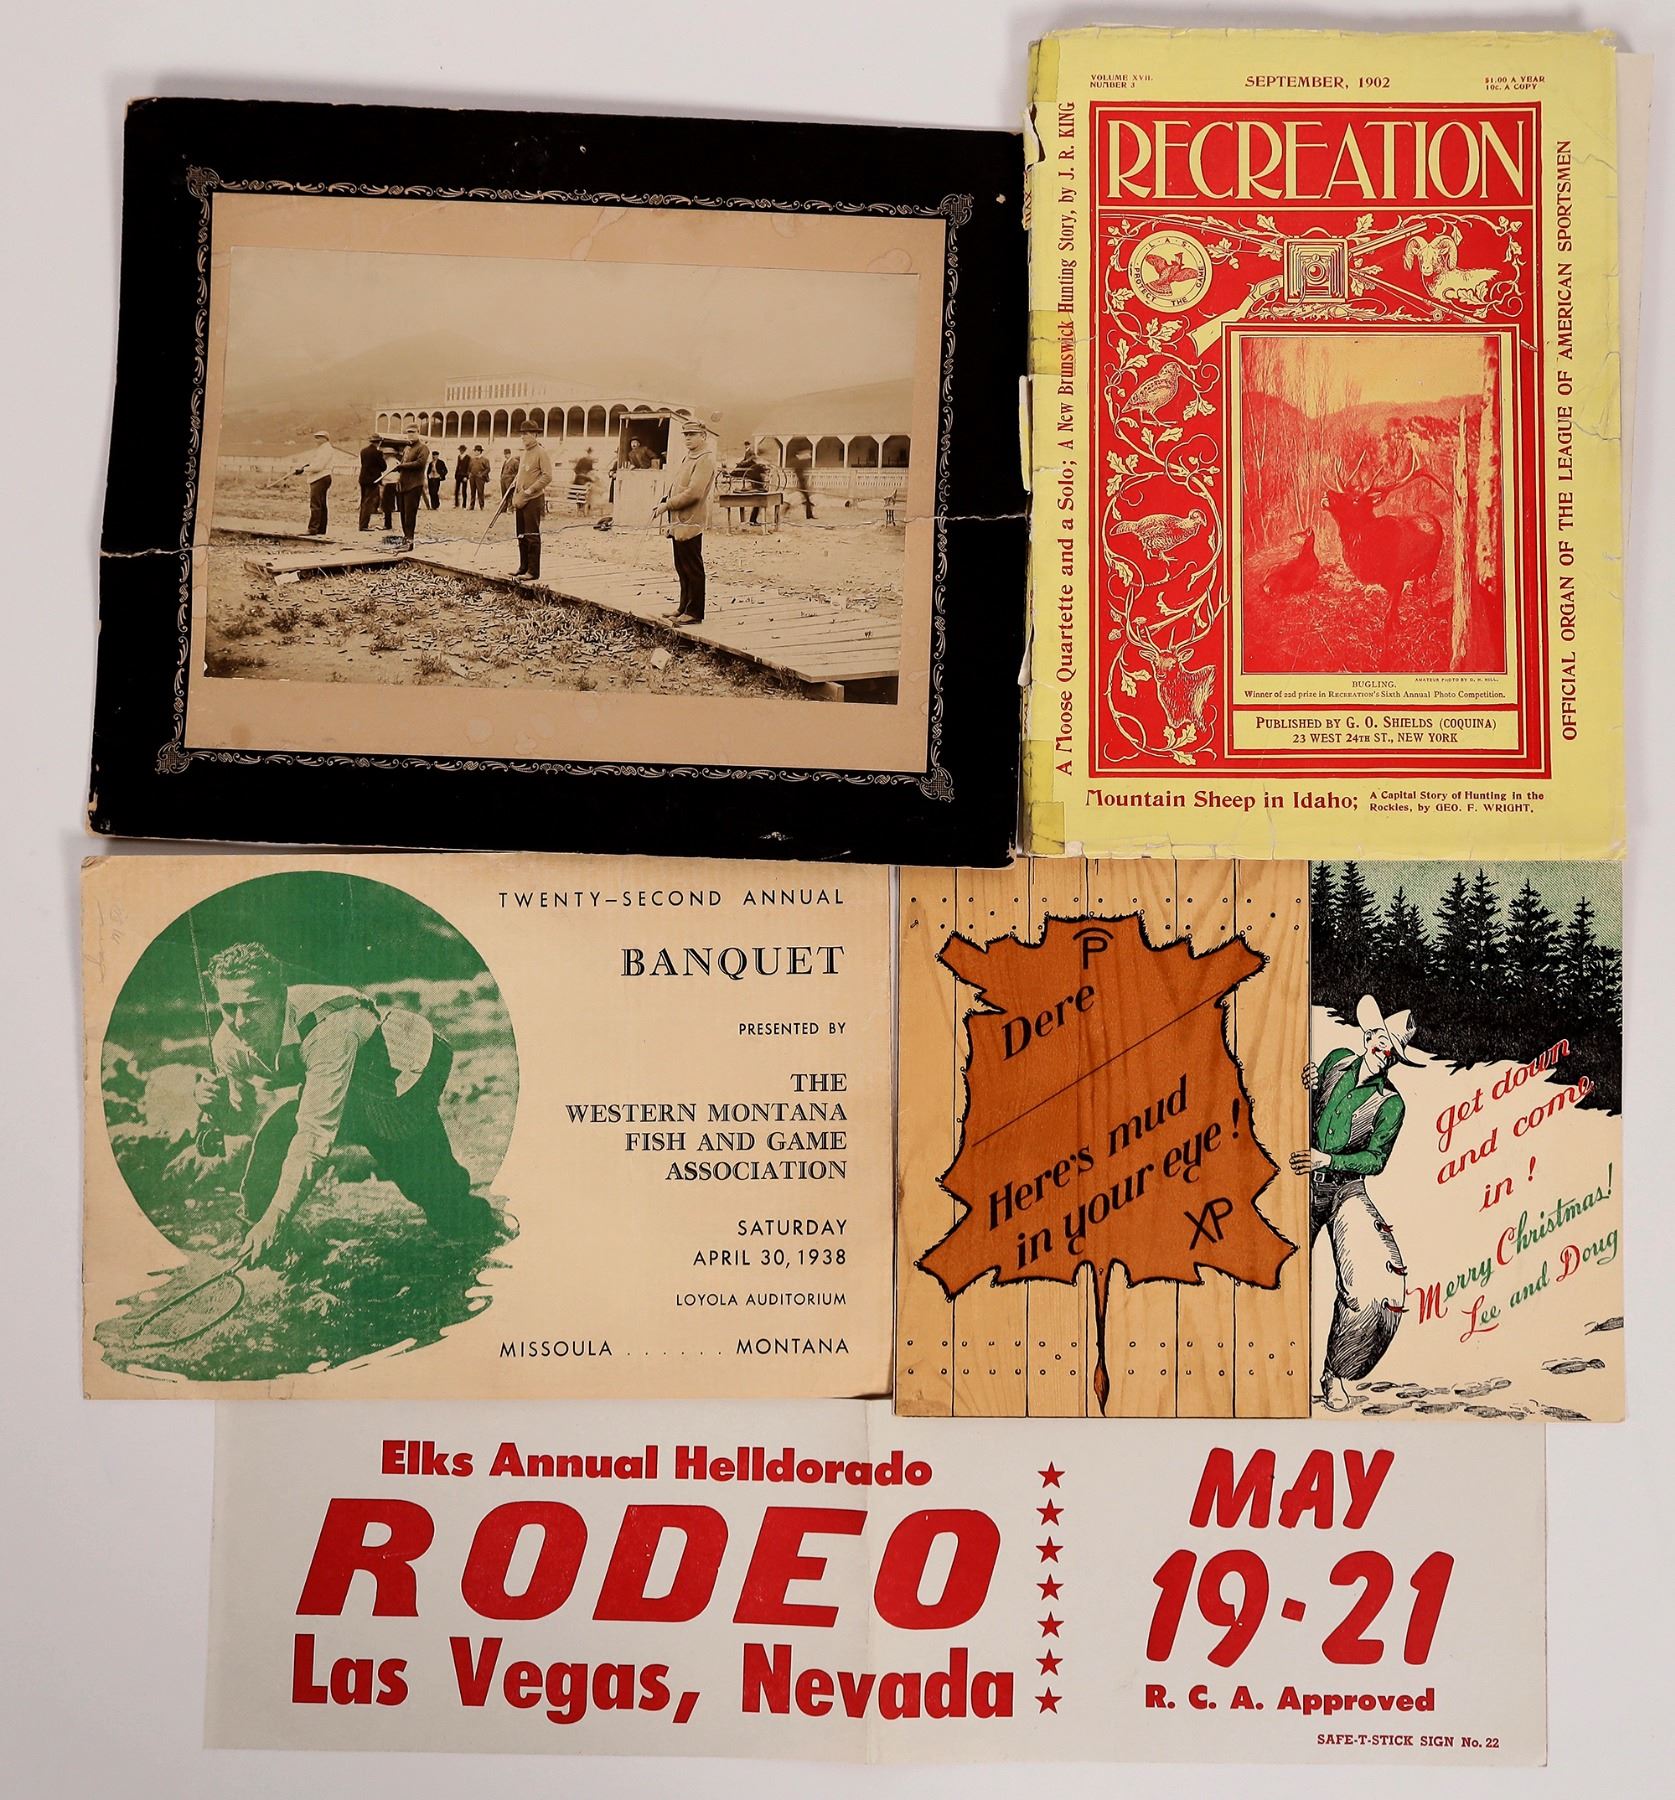 VOLUME XVII.
NUMBER 3
SEPTEMBER, 1902
$1.00 A YEAR
10c. A COPY
RECREATION
L · A · S
PROTECT THE GAME
A Moose Quartette and a Solo; A New Brunswick Hunting Story, by J. R. KING
OFFICIAL ORGAN OF THE LEAGUE OF AMERICAN SPORTSMEN
AMATEUR PHOTO BY D. H. HILL.
BUGLING.
Winner of 22d prize in RECREATION'S Sixth Annual Photo Competition.
PUBLISHED BY G. O. SHIELDS (COQUINA)
23 WEST 24TH ST., NEW YORK
Mountain Sheep in Idaho; A Capital Story of Hunting in the
Rockies, by GEO. F. WRIGHT.
TWENTY-SECOND ANNUAL
BANQUET
PRESENTED BY
THE
WESTERN MONTANA
FISH AND GAME
ASSOCIATION
SATURDAY
APRIL 30, 1938
LOYOLA AUDITORIUM
MISSOULA . . . . . . MONTANA
P
Dere
Here's mud
in your eye!
XP
get down
and come
in!
Merry Christmas!
Lee and Doug
Elks Annual Helldorado
RODEO
Las Vegas, Nevada
MAY
19-21
R. C. A. Approved
SAFE-T-STICK SIGN No. 22